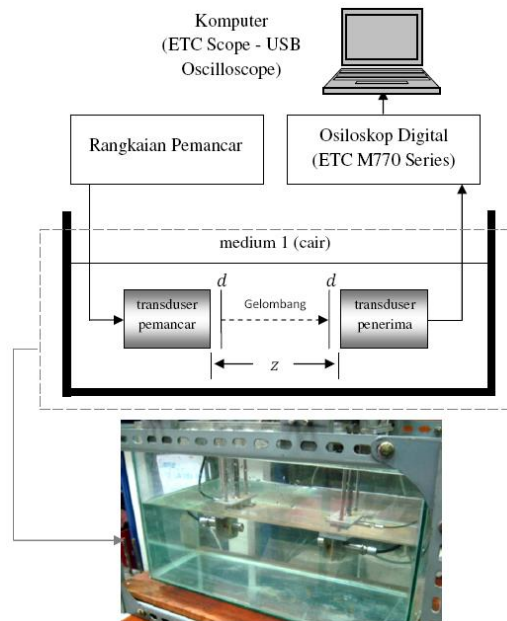 Komputer
(ETC Scope - USB
Oscilloscope)
Rangkaian Pemancar
Osiloskop Digital
(ETC M770 Series)
medium 1 (cair)
transduser
pemancar
d
Gelombang
d
transduser
penerima
z